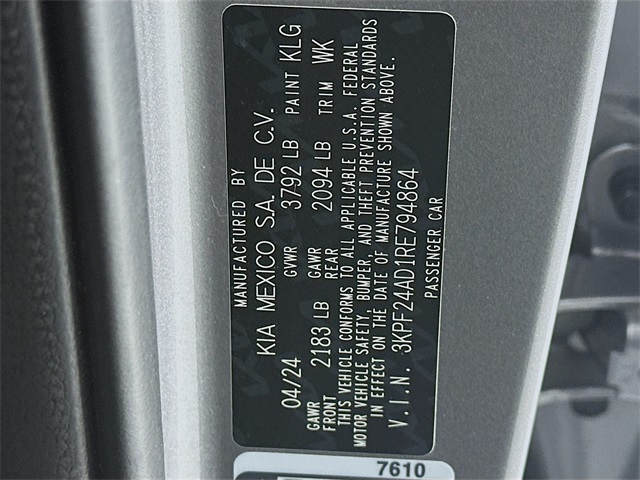 MANUFACTURED BY
KIA MEXICO S.A. DE C.V.
04/24 GVWR 3792 LB PAINT KLG
GAWR FRONT 2183 LB GAWR REAR 2094 LB TRIM WK
THIS VEHICLE CONFORMS TO ALL APPLICABLE U.S.A. FEDERAL
MOTOR VEHICLE SAFETY, BUMPER, AND THEFT PREVENTION STANDARDS
IN EFFECT ON THE DATE OF MANUFACTURE SHOWN ABOVE.
V.I.N. 3KPF24AD1RE794864
PASSENGER CAR
7610